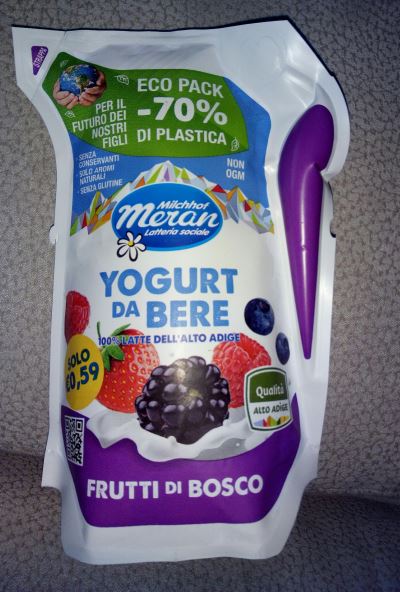 STRAPPA
ECO PACK
-70%
DI PLASTICA
PER IL
FUTURO DEI
NOSTRI
FIGLI
- SENZA
CONSERVANTI
- SOLO AROMI
NATURALI
- SENZA GLUTINE
NON
OGM
Milchhof
Meran
Latteria sociale
YOGURT
DA BERE
100% LATTE DELL'ALTO ADIGE
SOLO
€0,59
Qualità
ALTO ADIGE
FRUTTI DI BOSCO